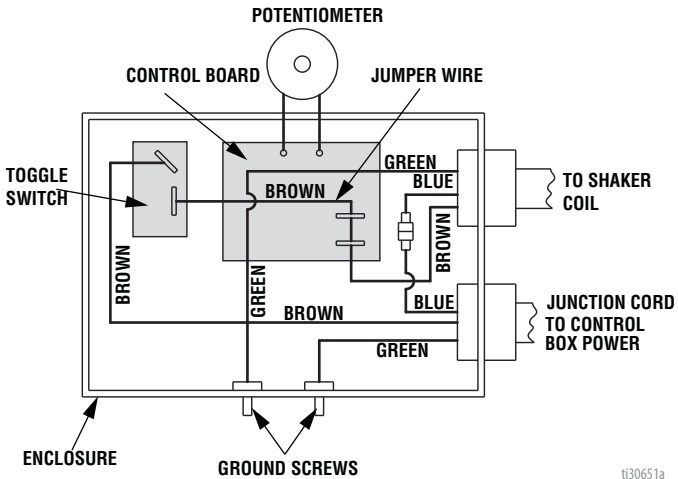 POTENTIOMETER
CONTROL BOARD
JUMPER WIRE
GREEN
BLUE
TOGGLE
SWITCH
BROWN
TO SHAKER
COIL
BROWN
BROWN
GREEN
BLUE
BROWN
JUNCTION CORD
TO CONTROL
BOX POWER
GREEN
ENCLOSURE
GROUND SCREWS
ti30651a